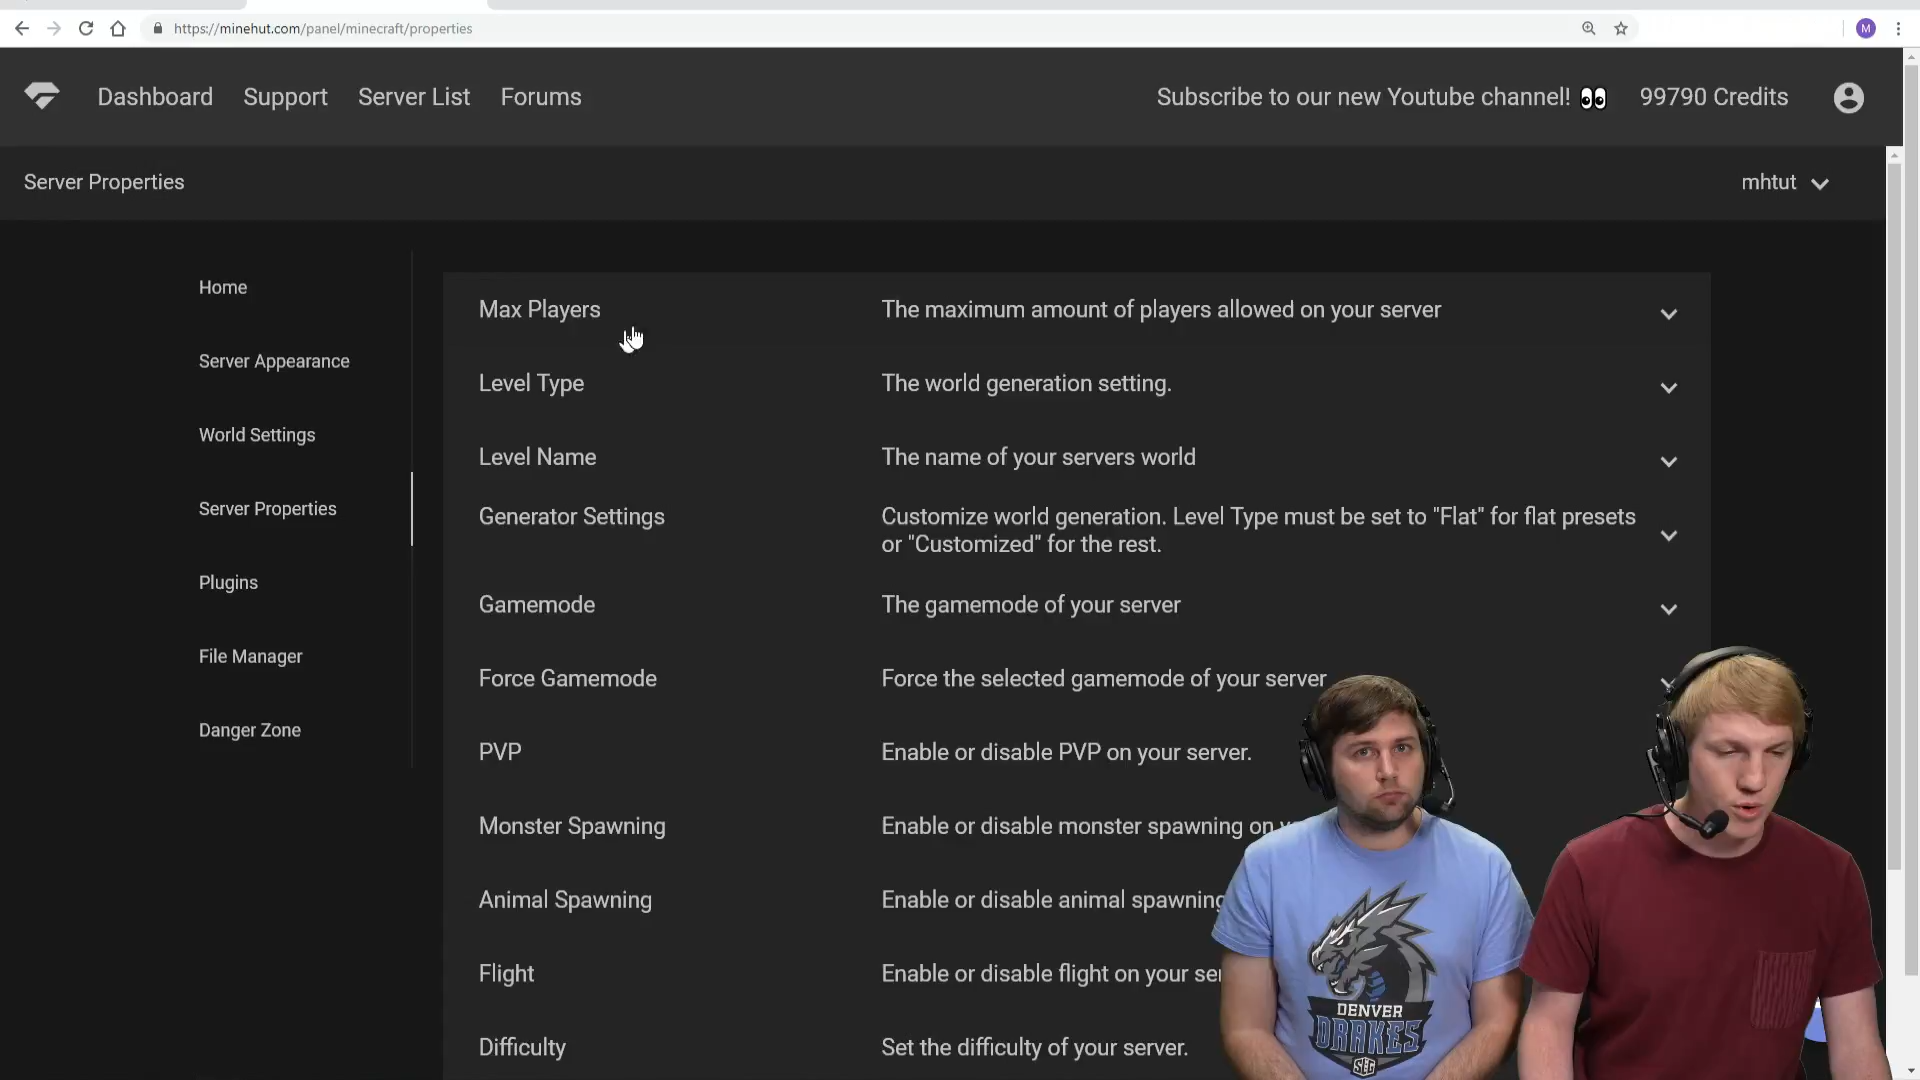 https://minehut.com/panel/minecraft/properties
M
Dashboard Support Server List Forums
Subscribe to our new Youtube channel! 👀 99790 Credits
Server Properties
mhtut
Home
Server Appearance
World Settings
Server Properties
Plugins
File Manager
Danger Zone
Max Players The maximum amount of players allowed on your server
Level Type The world generation setting.
Level Name The name of your servers world
Generator Settings Customize world generation. Level Type must be set to "Flat" for flat presets
or "Customized" for the rest.
Gamemode The gamemode of your server
Force Gamemode Force the selected gamemode of your server
PVP Enable or disable PVP on your server.
Monster Spawning Enable or disable monster spawning on
Animal Spawning Enable or disable animal spawning
Flight Enable or disable flight on your ser
Difficulty Set the difficulty of your server.
DENVER
DRAKES
SEG